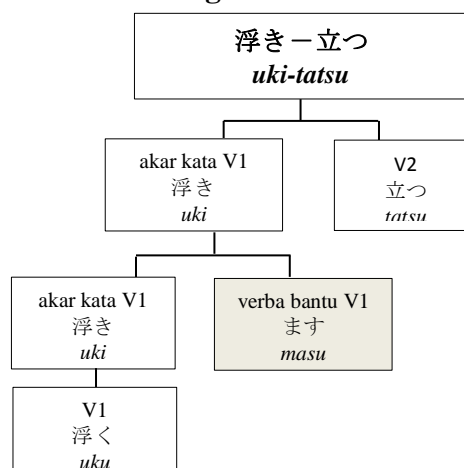 浮き－立つ
uki-tatsu
akar kata V1
浮き
uki
V2
立つ
tatsu
akar kata V1
浮き
uki
verba bantu V1
ます
masu
V1
浮く
uku